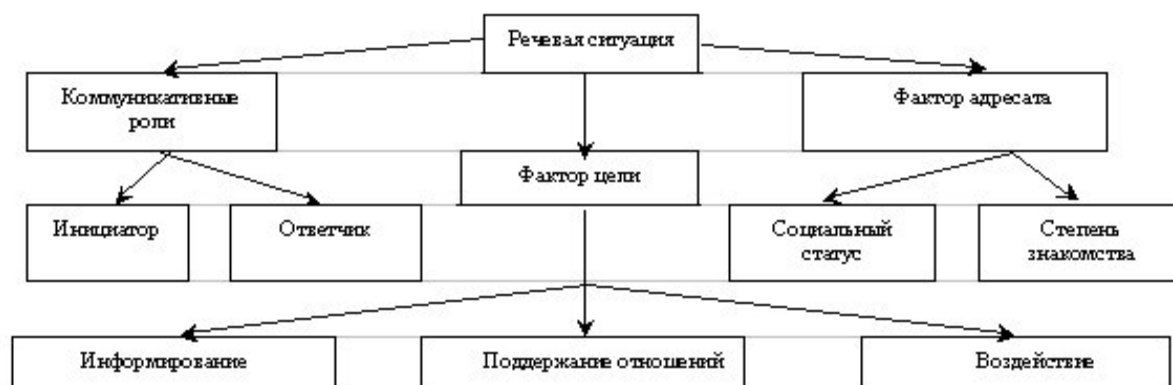 Речевая ситуация
Коммуникативные
роли
Фактор адресата
Фактор цели
Инициатор
Ответчик
Социальный
статус
Степень
знакомства
Информирование
Поддержание отношений
Воздействие